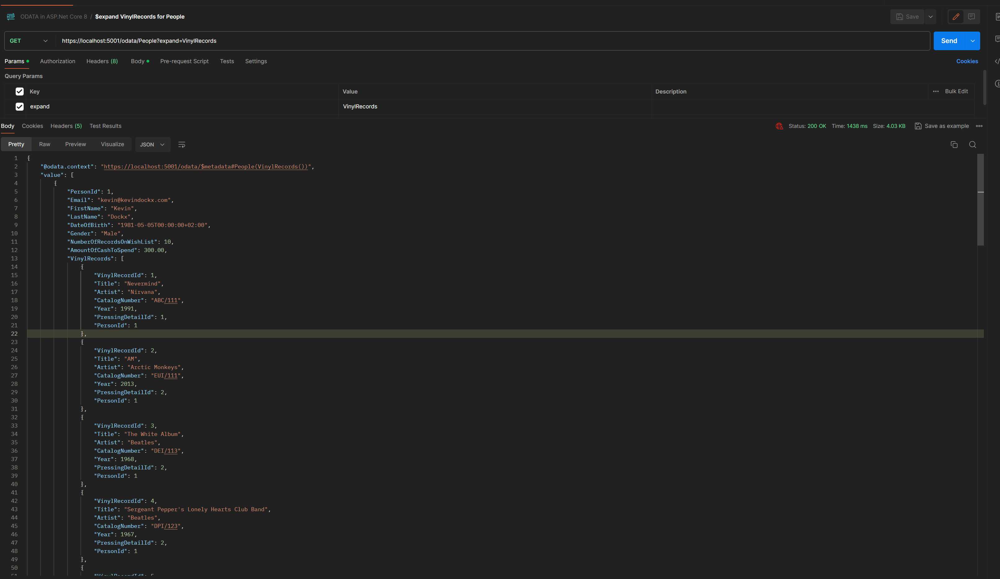 HTTP ODATA in ASP.Net Core 8 / $expand VinylRecords for People Save
GET https://localhost:5001/odata/People?expand=VinylRecords Send
Params Authorization Headers (8) Body Pre-request Script Tests Settings Cookies
Query Params
Key Value Description Bulk Edit
expand VinylRecords
Body Cookies Headers (5) Test Results Status: 200 OK Time: 1438 ms Size: 4.03 KB Save as example
Pretty Raw Preview Visualize JSON
1 {
2 "@odata.context": "https://localhost:5001/odata/$metadata#People(VinylRecords())",
3 "value": [
4 {
5 "PersonId": 1,
6 "Email": "kevin@kevindockx.com",
7 "FirstName": "Kevin",
8 "LastName": "Dockx",
9 "DateOfBirth": "1981-05-05T00:00:00+02:00",
10 "Gender": "Male",
11 "NumberOfRecordsOnWishList": 10,
12 "AmountOfCashToSpend": 300.00,
13 "VinylRecords": [
14 {
15 "VinylRecordId": 1,
16 "Title": "Nevermind",
17 "Artist": "Nirvana",
18 "CatalogNumber": "ABC/111",
19 "Year": 1991,
20 "PressingDetailId": 1,
21 "PersonId": 1
22 },
23 {
24 "VinylRecordId": 2,
25 "Title": "AM",
26 "Artist": "Arctic Monkeys",
27 "CatalogNumber": "EUI/111",
28 "Year": 2013,
29 "PressingDetailId": 2,
30 "PersonId": 1
31 },
32 {
33 "VinylRecordId": 3,
34 "Title": "The White Album",
35 "Artist": "Beatles",
36 "CatalogNumber": "DEI/113",
37 "Year": 1968,
38 "PressingDetailId": 2,
39 "PersonId": 1
40 },
41 {
42 "VinylRecordId": 4,
43 "Title": "Sergeant Pepper's Lonely Hearts Club Band",
44 "Artist": "Beatles",
45 "CatalogNumber": "DPI/123",
46 "Year": 1967,
47 "PressingDetailId": 2,
48 "PersonId": 1
49 },
50 {
51 "VinylRecordId": 5